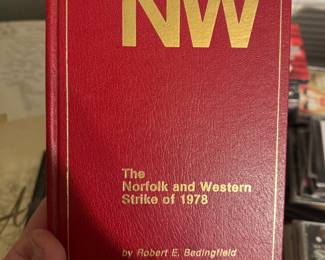 NW
The
Norfolk and Western
Strike of 1978
by Robert E. Bedingfield